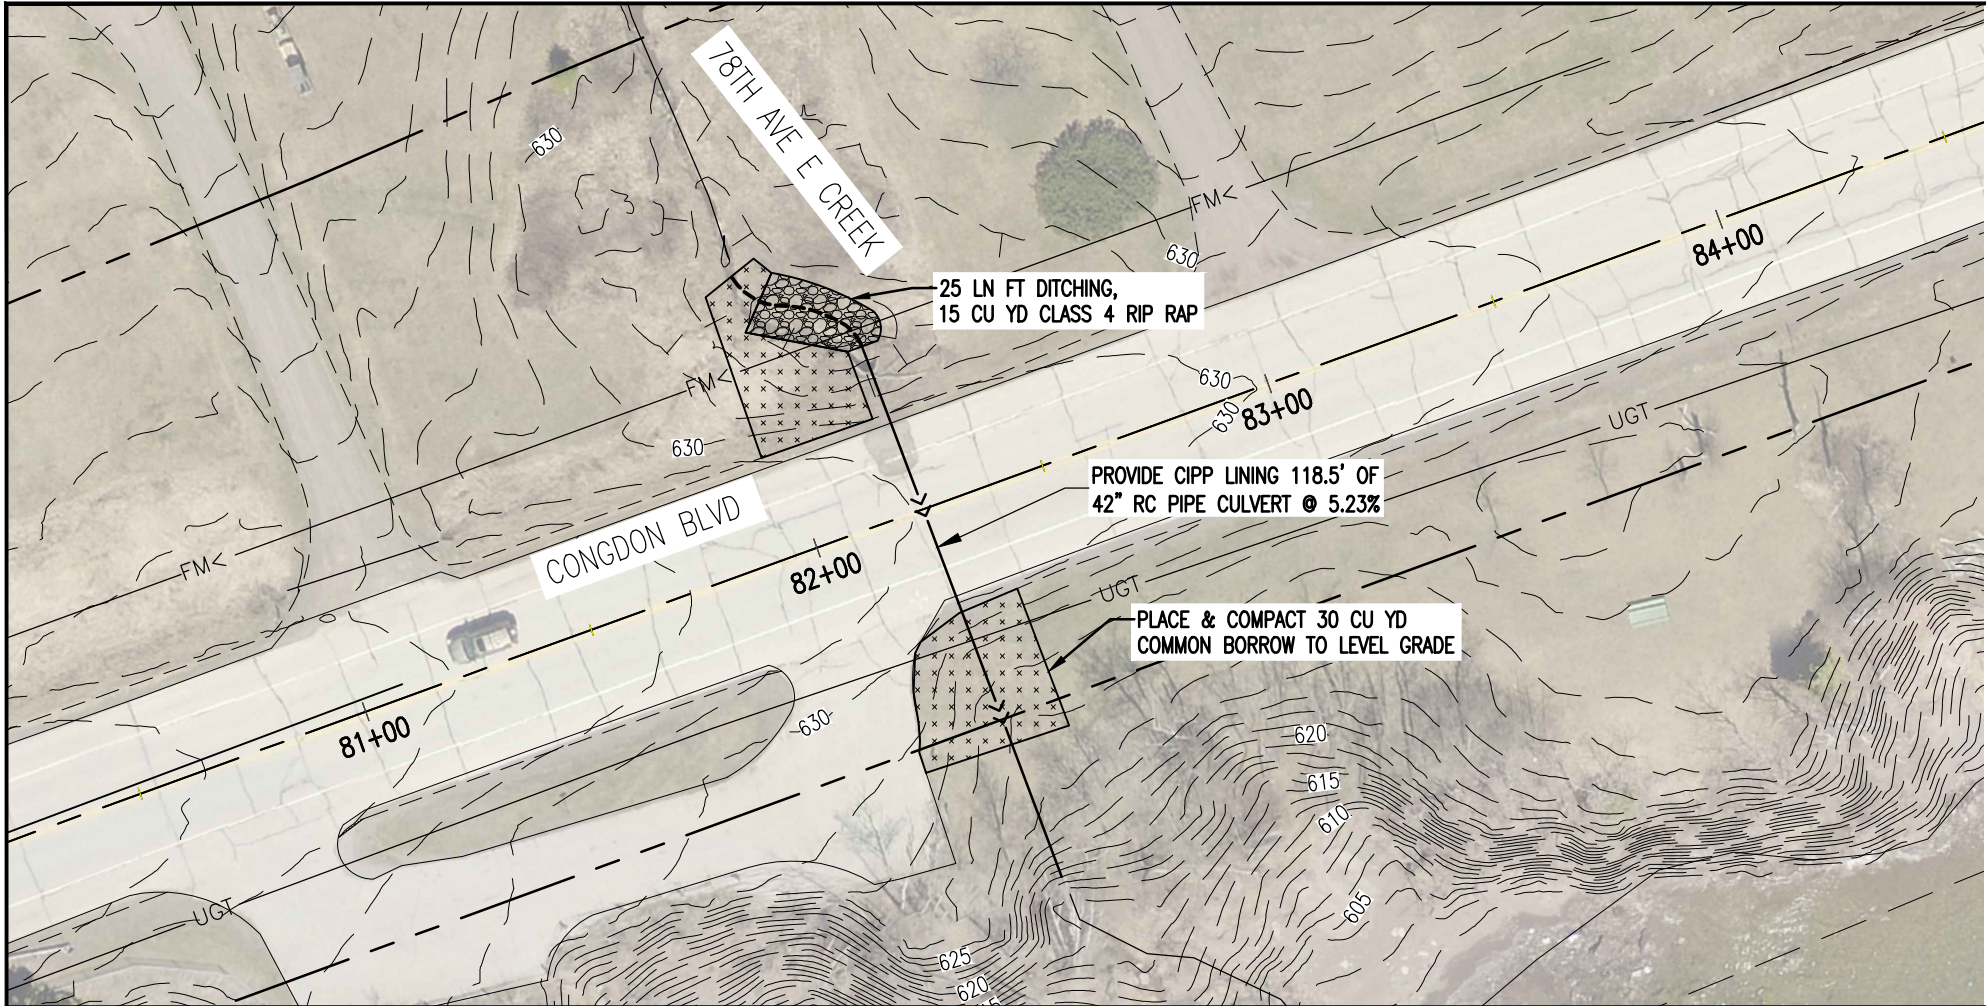 78TH AVE E CREEK
630
FM<
630
84+00
25 LN FT DITCHING,
15 CU YD CLASS 4 RIP RAP
FM<
630
630
83+00
UGT
630
PROVIDE CIPP LINING 118.5' OF
42" RC PIPE CULVERT @ 5.23%
CONGDON BLVD
FM<
82+00
UGT
PLACE & COMPACT 30 CU YD
COMMON BORROW TO LEVEL GRADE
81+00
630
620
615
610
UGT
605
625
620